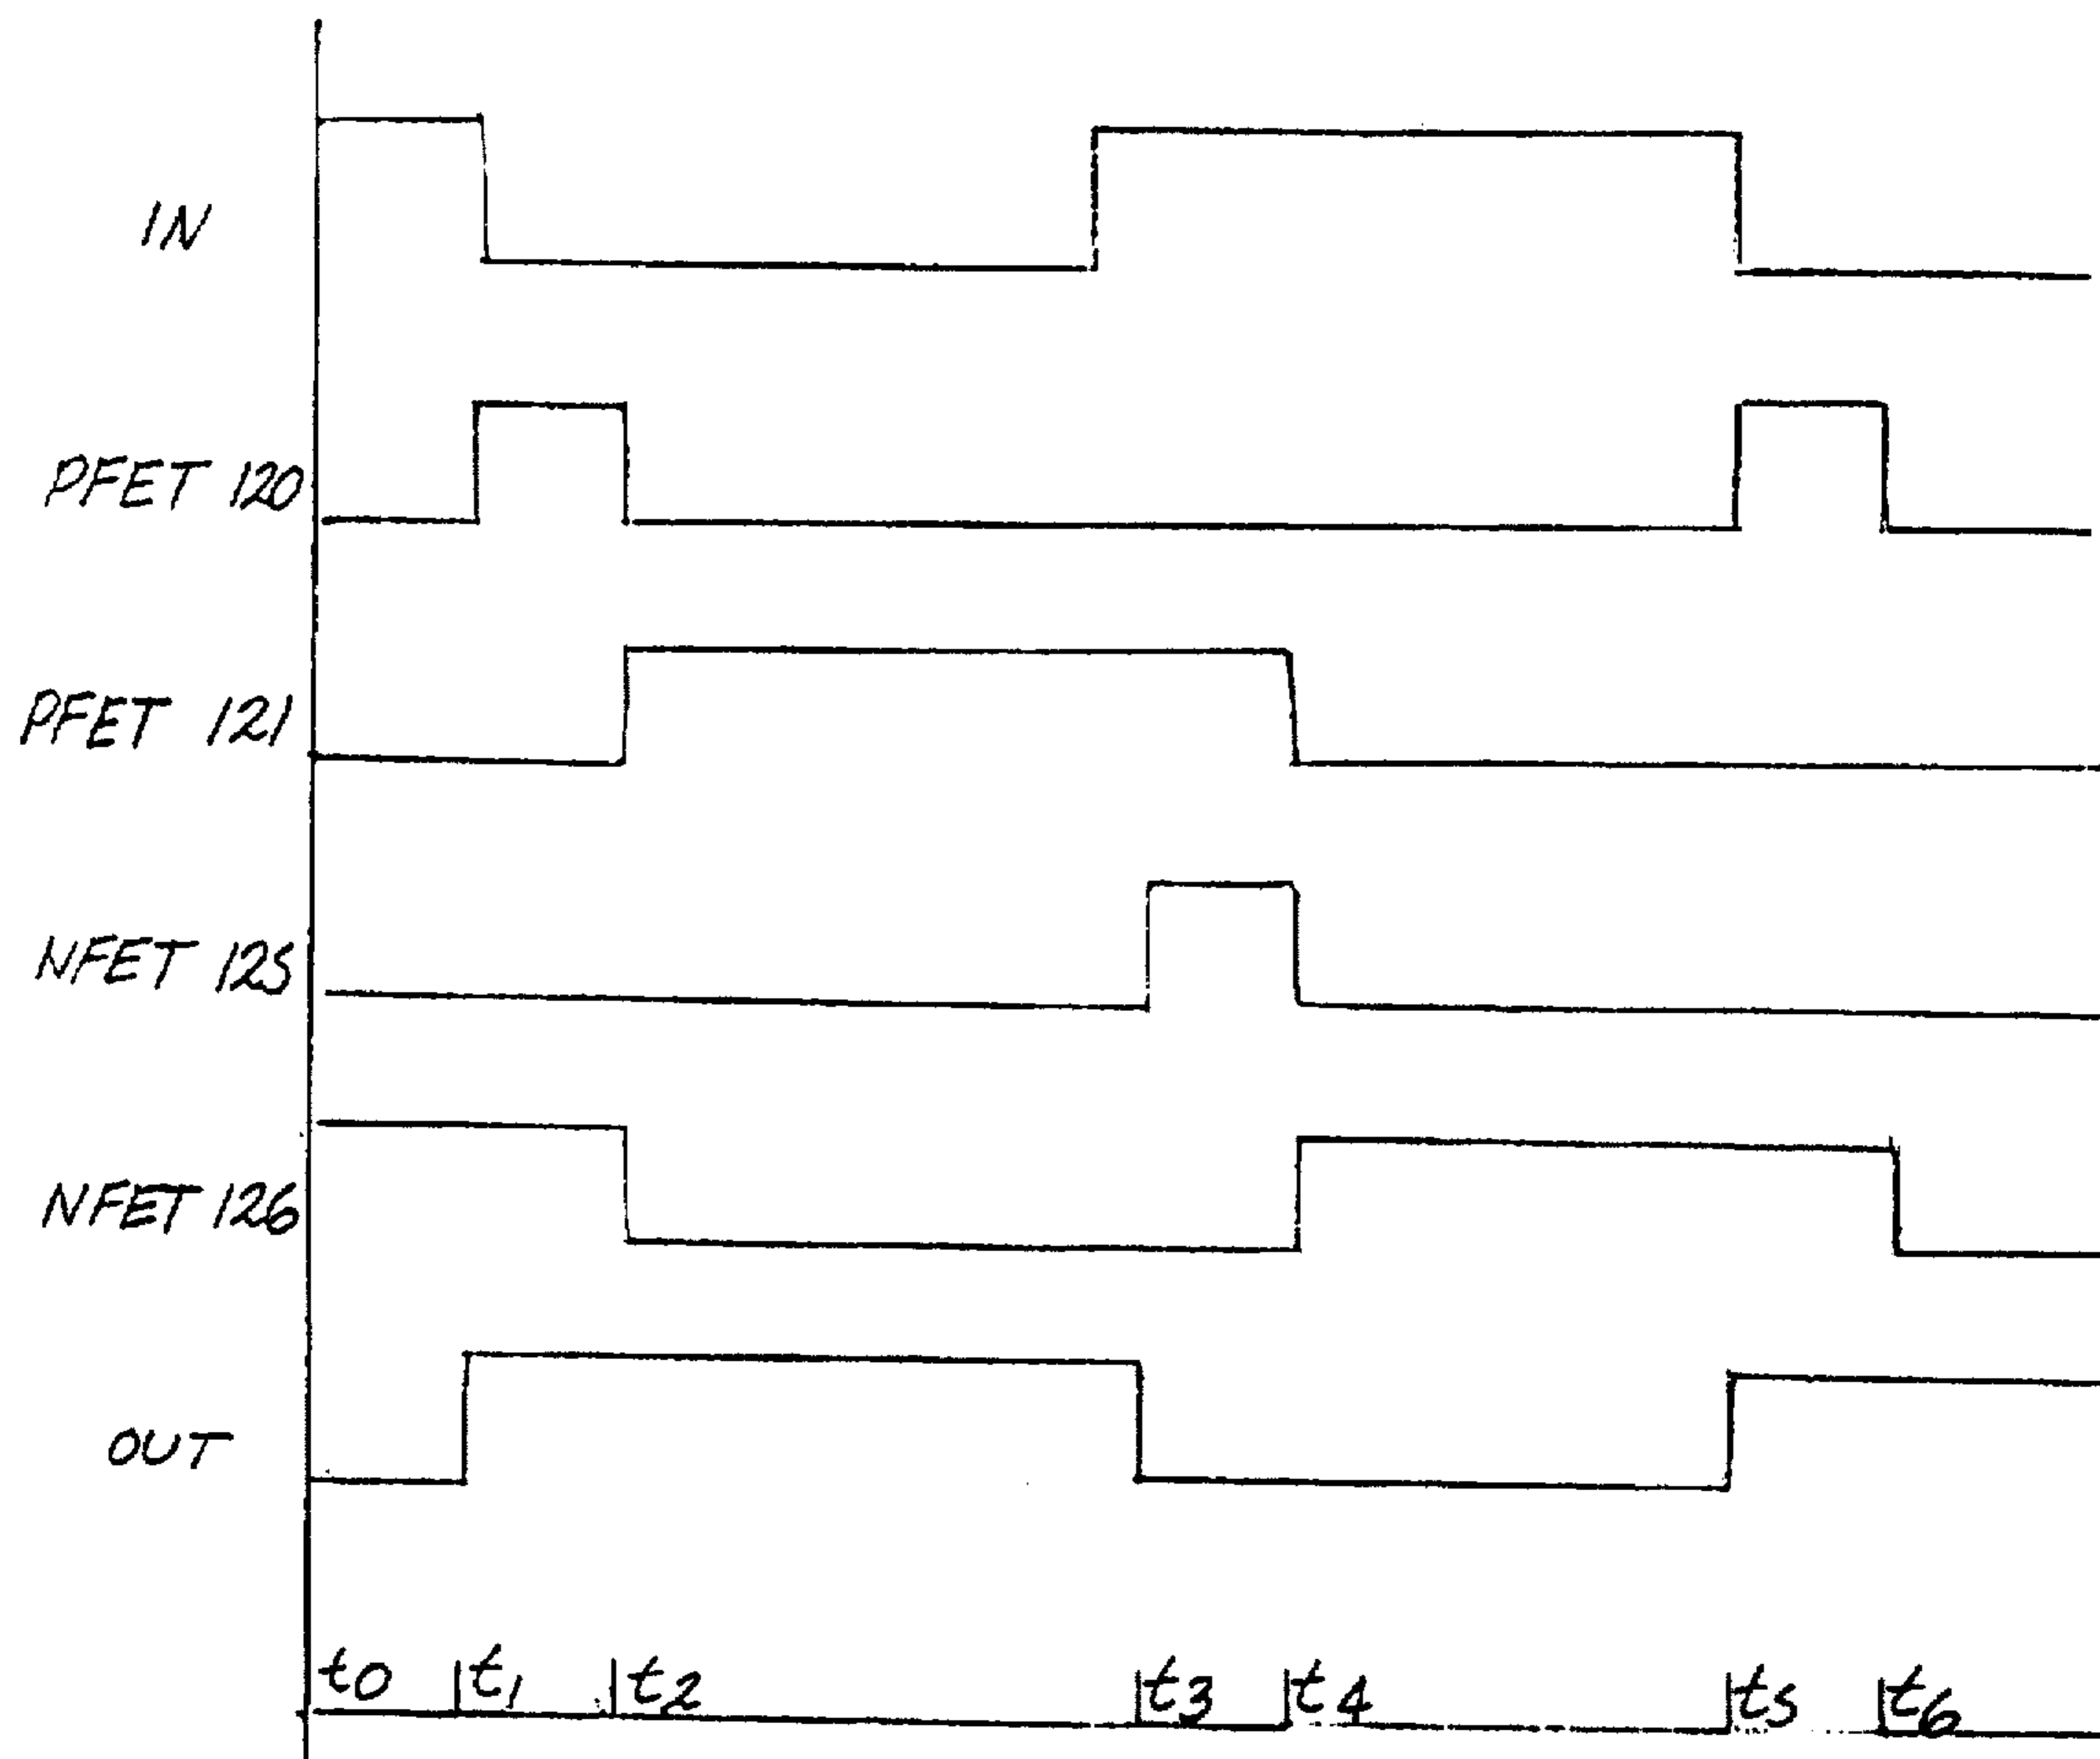 IN
PFET 120
PFET 121
NFET 125
NFET 126
OUT
t0 t1 t2 t3 t4 t5 t6